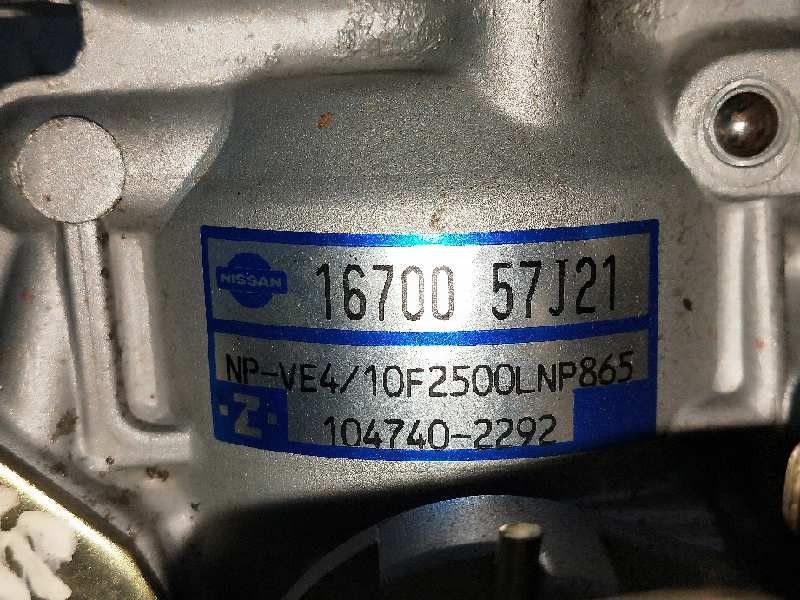 NISSAN 16700 57J21
NP-VE4/10F2500LNP865
·Z· 104740-2292